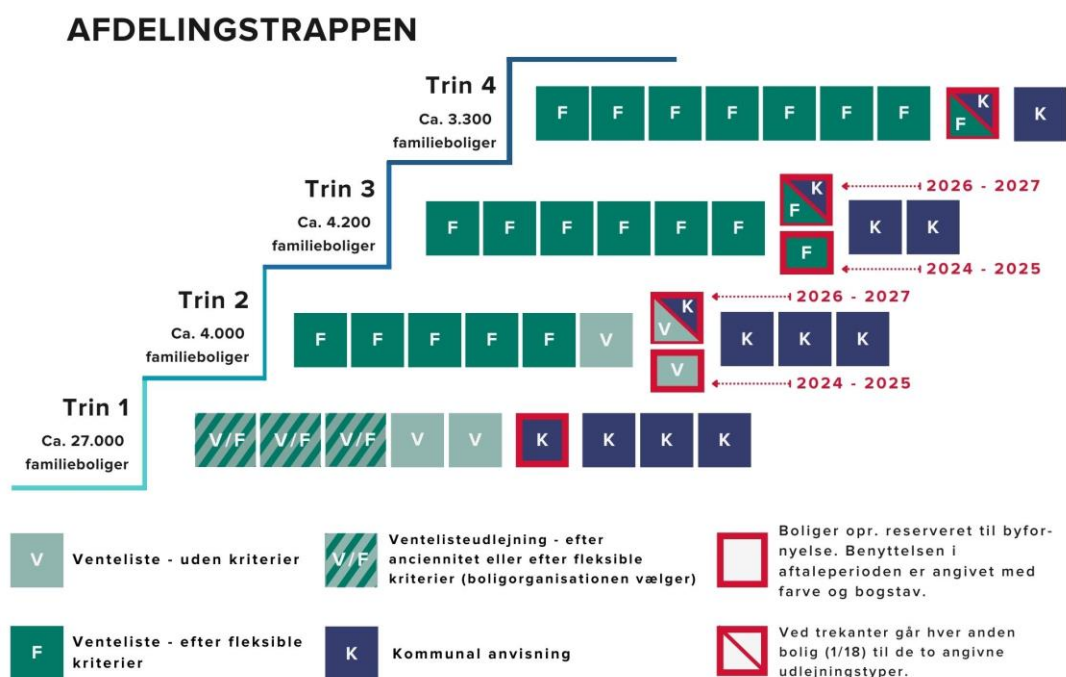 AFDELINGSTRAPPEN
Trin 4
Ca. 3.300
familieboliger
F F F F F F F K F K
Trin 3
Ca. 4.200
familieboliger
F F F F F F K F K K
2026 - 2027
F
2024 - 2025
Trin 2
Ca. 4.000
familieboliger
F F F F F V K V K K K
2026 - 2027
V
2024 - 2025
Trin 1
Ca. 27.000
familieboliger
V/F V/F V/F V V K K K K
V Venteliste - uden kriterier
V/F Ventelisteudlejning - efter
anciennitet eller efter fleksible
kriterier (boligorganisationen vælger)
Boliger opr. reserveret til byfor-
nyelse. Benyttelsen i
aftaleperioden er angivet med
farve og bogstav.
F Venteliste - efter fleksible
kriterier
K Kommunal anvisning
Ved trekanter går hver anden
bolig (1/18) til de to angivne
udlejningstyper.